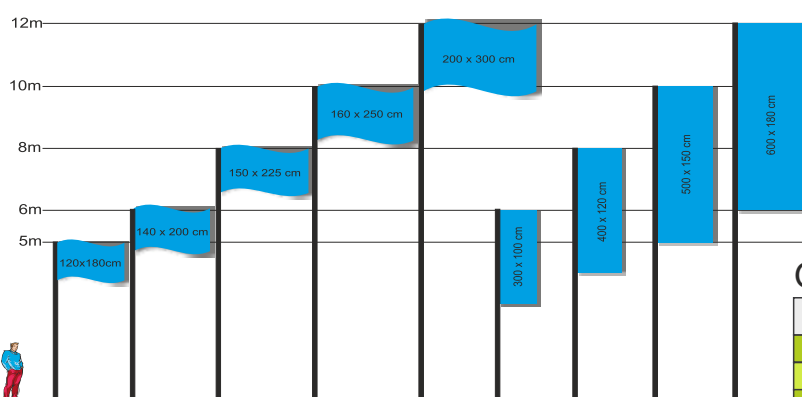 12m
200 x 300 cm
10m
160 x 250 cm
600 x 180 cm
8m
150 x 225 cm
500 x 150 cm
6m
140 x 200 cm
400 x 120 cm
5m
120x180cm
300 x 100 cm